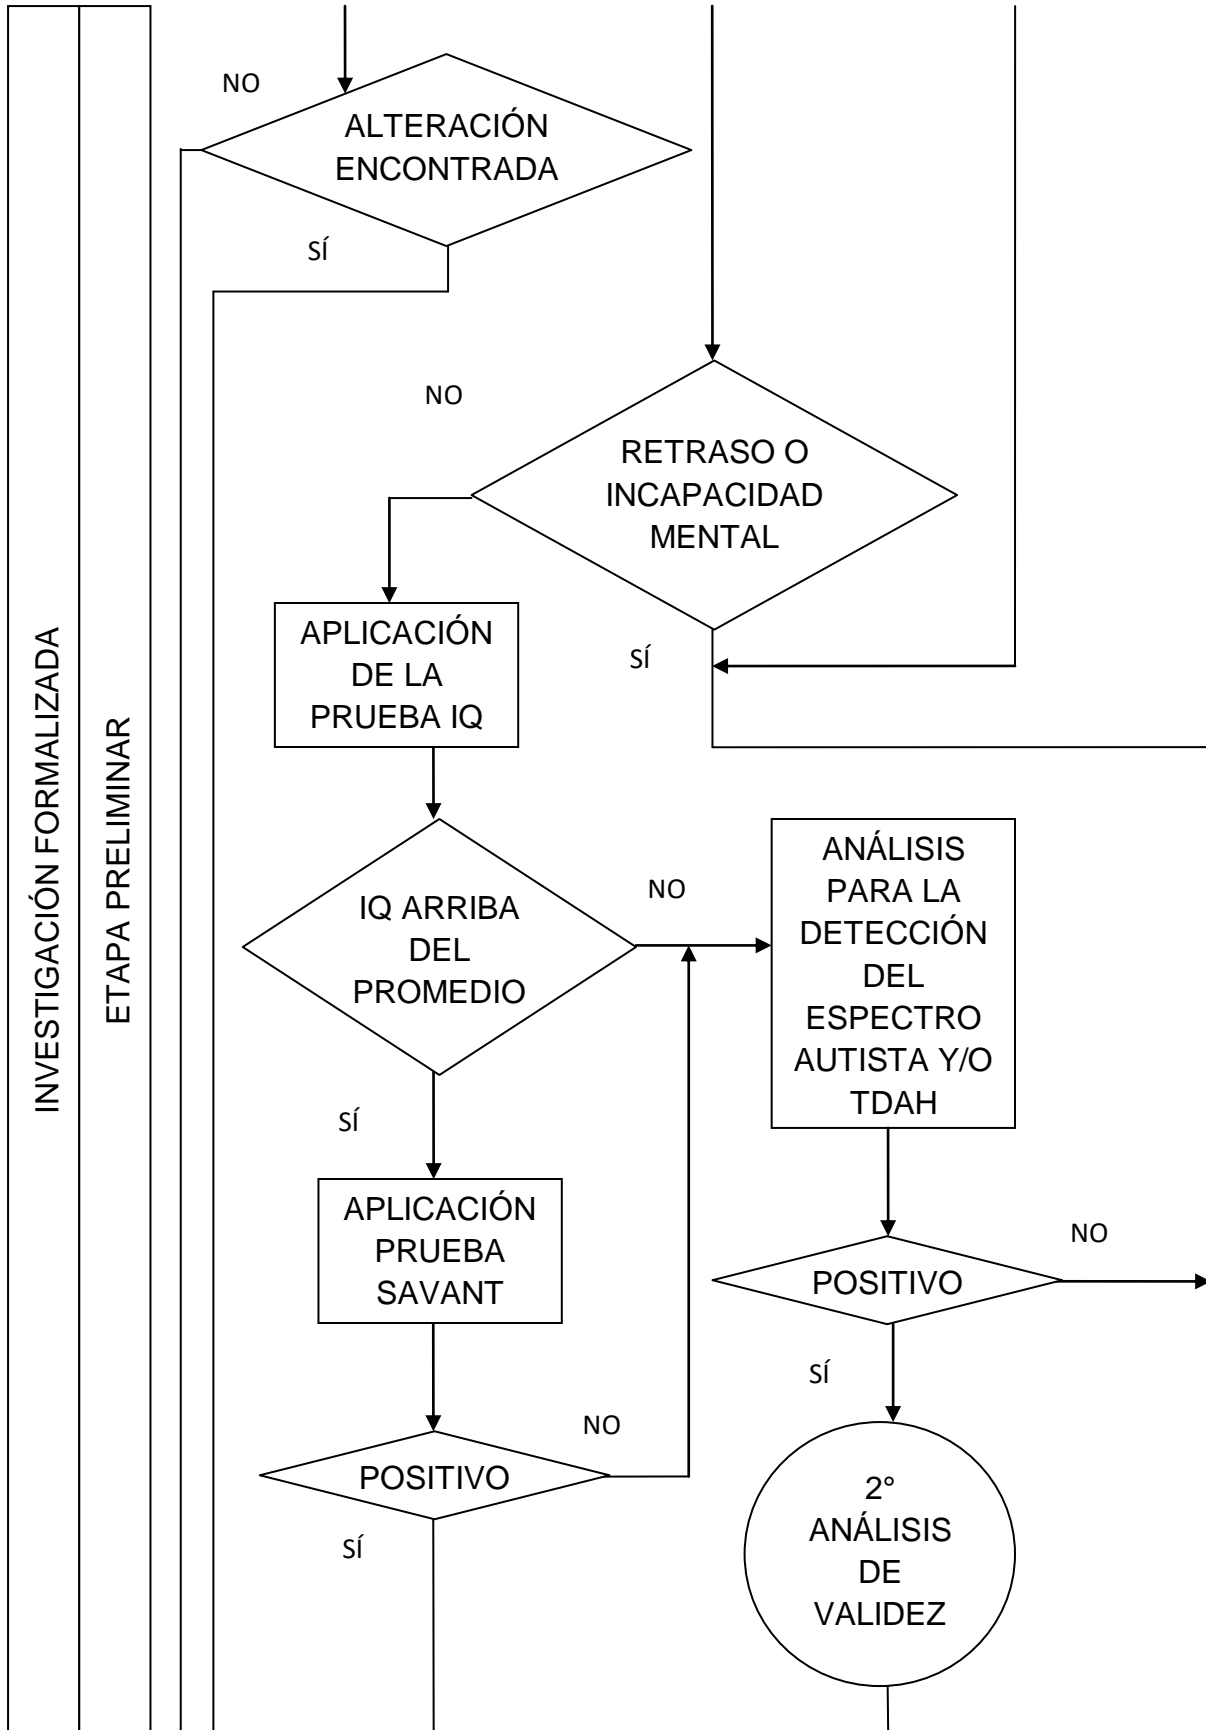 INVESTIGACIÓN FORMALIZADA
ETAPA PRELIMINAR
NO
ALTERACIÓN
ENCONTRADA
SÍ
NO
RETRASO O
INCAPACIDAD
MENTAL
SÍ
APLICACIÓN
DE LA
PRUEBA IQ
IQ ARRIBA
DEL
PROMEDIO
NO
SÍ
ANÁLISIS
PARA LA
DETECCIÓN
DEL
ESPECTRO
AUTISTA Y/O
TDAH
APLICACIÓN
PRUEBA
SAVANT
POSITIVO
NO
SÍ
POSITIVO
NO
SÍ
2°
ANÁLISIS
DE
VALIDEZ